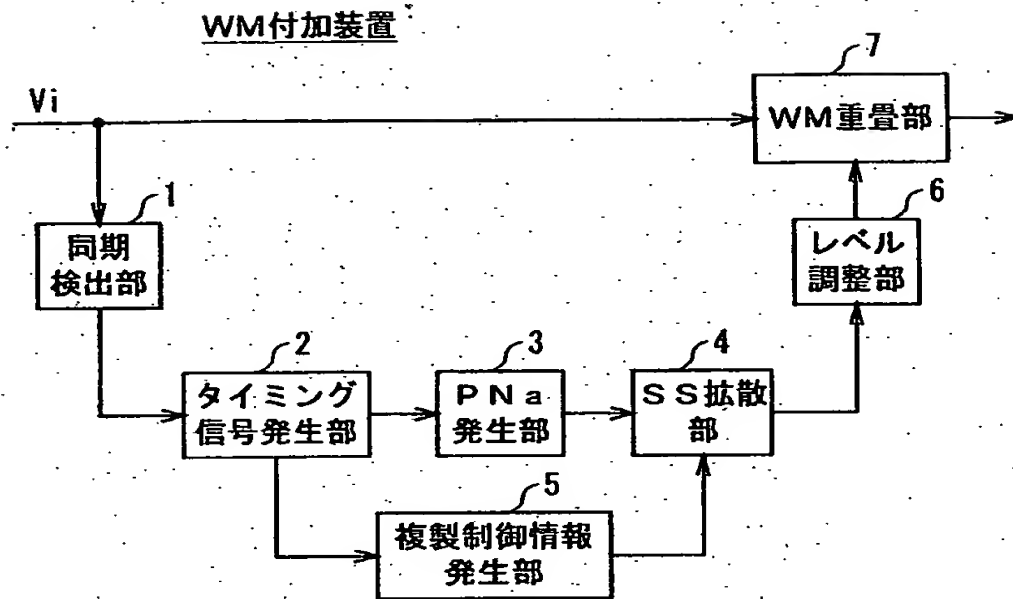 WM付加装置
7
Vi
WM重畳部
1
6
同期
検出部
レベル
調整部
2
3
4
タイミング
信号発生部
PNa
発生部
SS拡散
部
5
複製制御情報
発生部